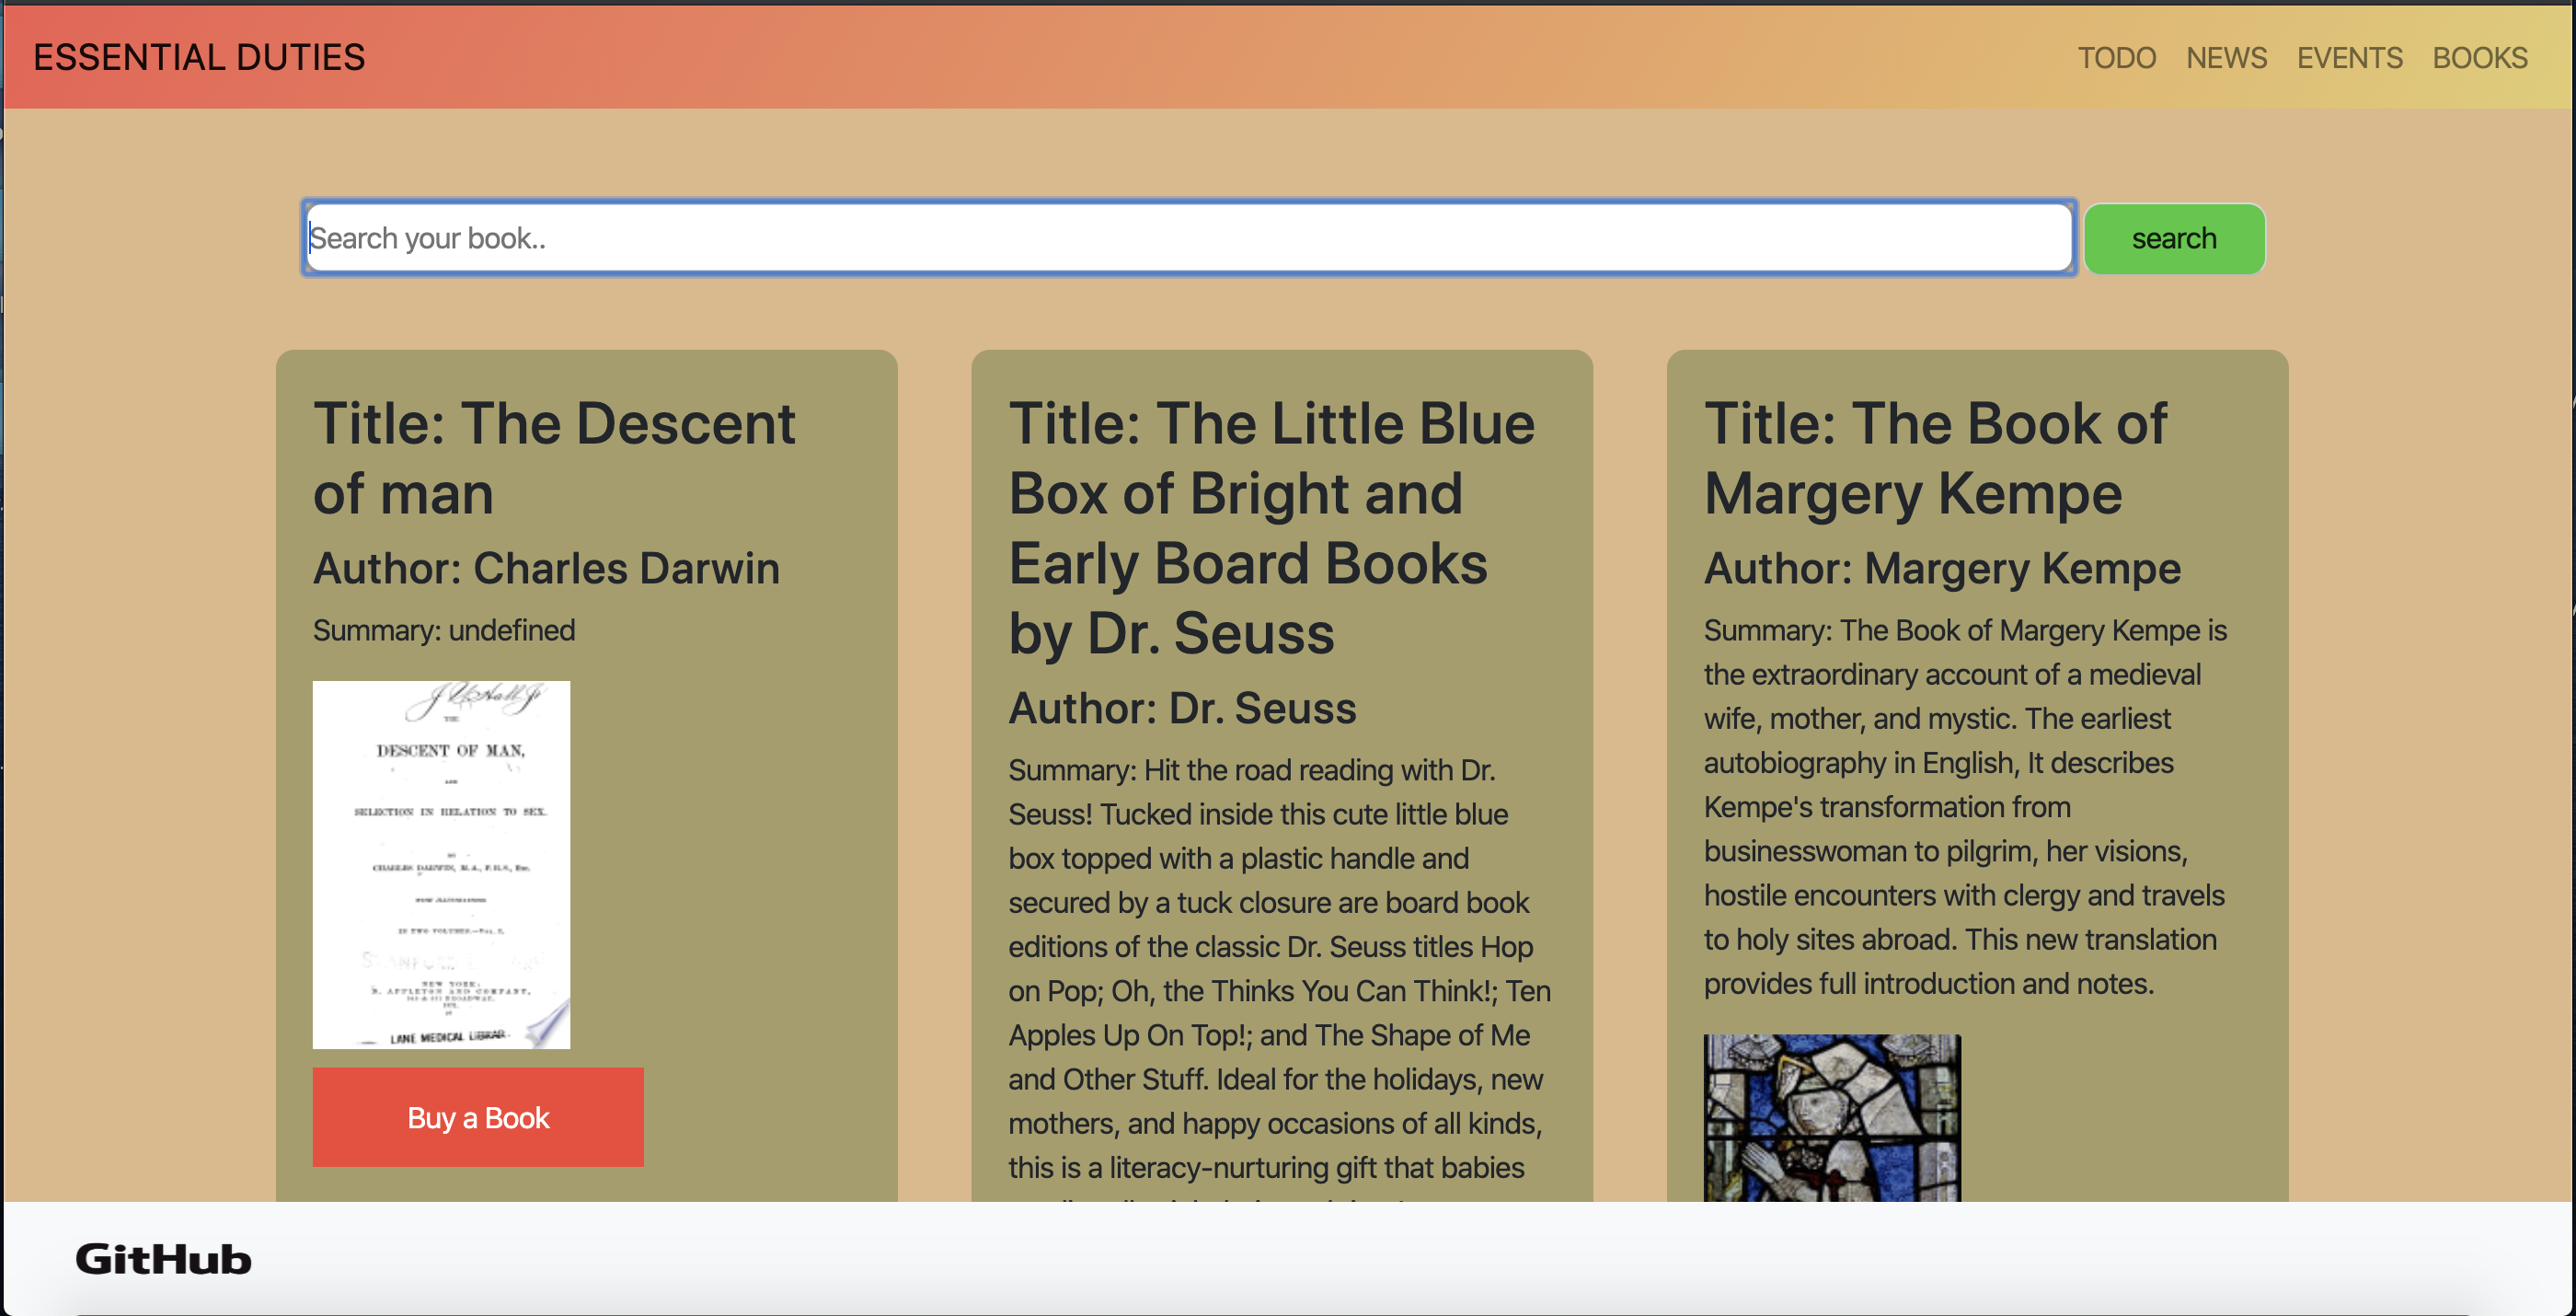 ESSENTIAL DUTIES
TODO NEWS EVENTS BOOKS
Search your book..
search
Title: The Descent
of man
Author: Charles Darwin
Summary: undefined
THE
DESCENT OF MAN,
AND
SELECTION IN RELATION TO SEX.
BY
CHARLES DARWIN, M.A., F.R.S., Etc.
IN TWO VOLUMES.—VOL. I.
NEW YORK:
D. APPLETON AND COMPANY,
LANE MEDICAL LIBRARY
Buy a Book
Title: The Little Blue
Box of Bright and
Early Board Books
by Dr. Seuss
Author: Dr. Seuss
Summary: Hit the road reading with Dr.
Seuss! Tucked inside this cute little blue
box topped with a plastic handle and
secured by a tuck closure are board book
editions of the classic Dr. Seuss titles Hop
on Pop; Oh, the Thinks You Can Think!; Ten
Apples Up On Top!; and The Shape of Me
and Other Stuff. Ideal for the holidays, new
mothers, and happy occasions of all kinds,
this is a literacy-nurturing gift that babies
Title: The Book of
Margery Kempe
Author: Margery Kempe
Summary: The Book of Margery Kempe is
the extraordinary account of a medieval
wife, mother, and mystic. The earliest
autobiography in English, It describes
Kempe's transformation from
businesswoman to pilgrim, her visions,
hostile encounters with clergy and travels
to holy sites abroad. This new translation
provides full introduction and notes.
GitHub